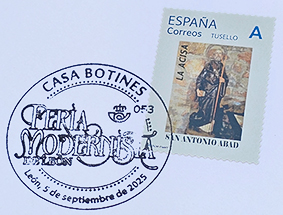 CASA BOTINES
FERIA
MODERNISTA
DE LEÓN
León, 5 de septiembre de 2025
ESPAÑA
A
Correos
TUSELLO
LA ACISA
SAN ANTONIO ABAD